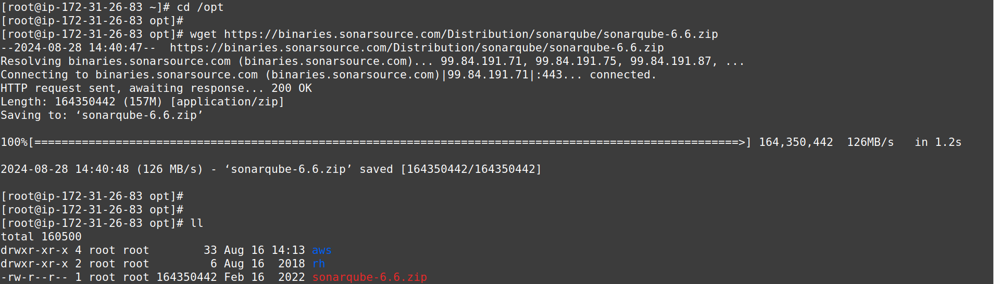 [root@ip-172-31-26-83 ~]# cd /opt
[root@ip-172-31-26-83 opt]#
[root@ip-172-31-26-83 opt]# wget https://binaries.sonarsource.com/Distribution/sonarqube/sonarqube-6.6.zip
--2024-08-28 14:40:47--  https://binaries.sonarsource.com/Distribution/sonarqube/sonarqube-6.6.zip
Resolving binaries.sonarsource.com (binaries.sonarsource.com)... 99.84.191.71, 99.84.191.75, 99.84.191.87, ...
Connecting to binaries.sonarsource.com (binaries.sonarsource.com)|99.84.191.71|:443... connected.
HTTP request sent, awaiting response... 200 OK
Length: 164350442 (157M) [application/zip]
Saving to: ‘sonarqube-6.6.zip’
100%[========================================================================================================>] 164,350,442  126MB/s   in 1.2s
2024-08-28 14:40:48 (126 MB/s) - ‘sonarqube-6.6.zip’ saved [164350442/164350442]
[root@ip-172-31-26-83 opt]#
[root@ip-172-31-26-83 opt]#
[root@ip-172-31-26-83 opt]# ll
total 160500
drwxr-xr-x 4 root root        33 Aug 16 14:13 aws
drwxr-xr-x 2 root root         6 Aug 16  2018 rh
-rw-r--r-- 1 root root 164350442 Feb 16  2022 sonarqube-6.6.zip